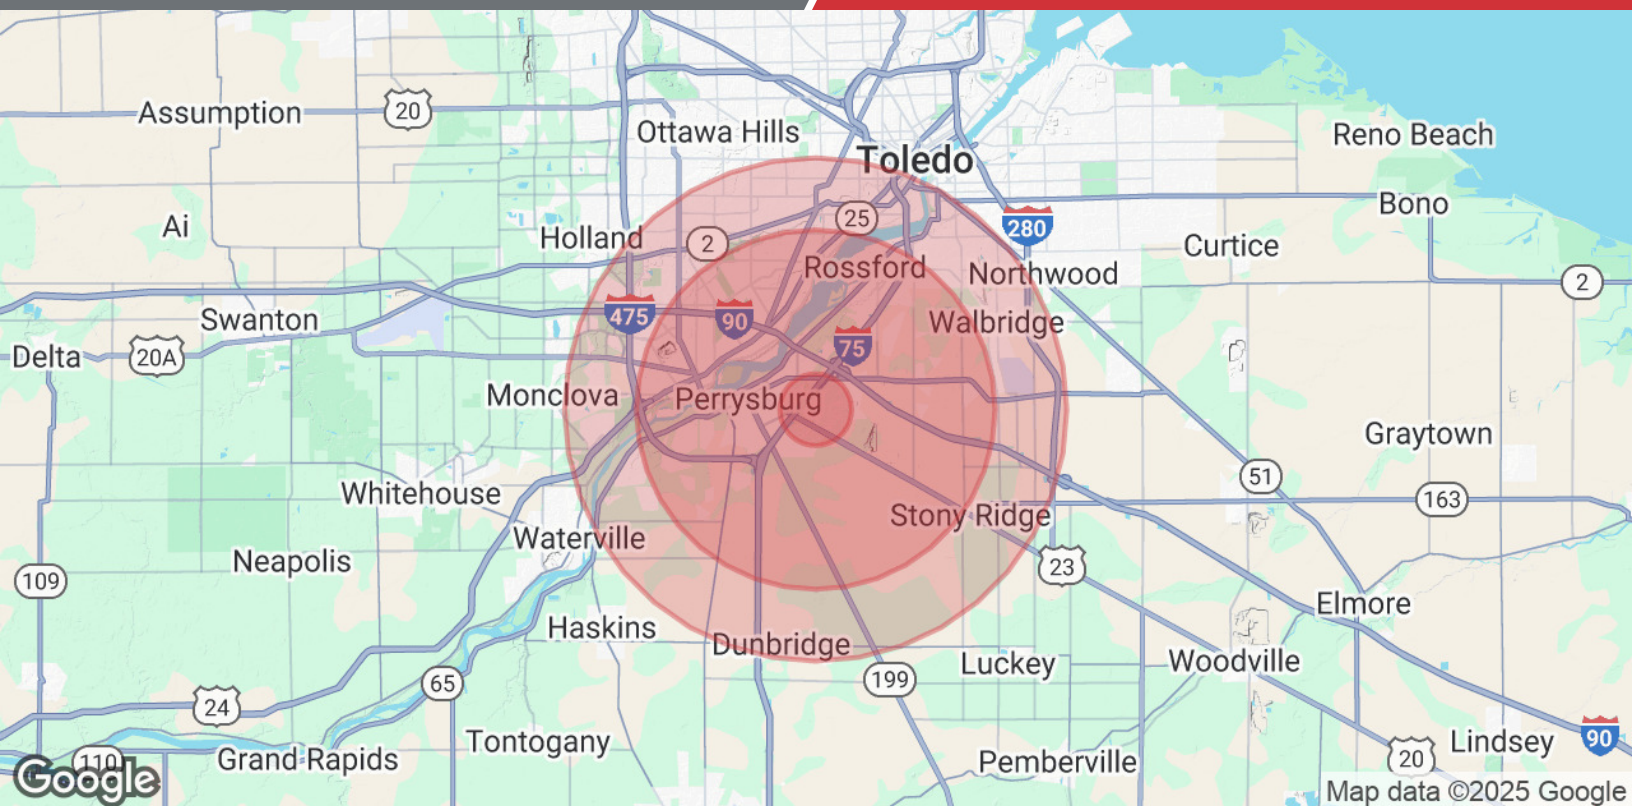 Assumption
20
Ottawa Hills
Toledo
Reno Beach
Ai
Holland
2
25
280
Bono
Curtice
Rossford
Northwood
2
Swanton
475
90
75
Walbridge
Delta
20A
Monclova
Perrysburg
Graytown
Whitehouse
51
163
Stony Ridge
Waterville
Neapolis
109
23
Elmore
Haskins
Dunbridge
Luckey
Woodville
65
199
24
Tontogany
Grand Rapids
110
Pemberville
20
Lindsey
90
Google
Map data ©2025 Google